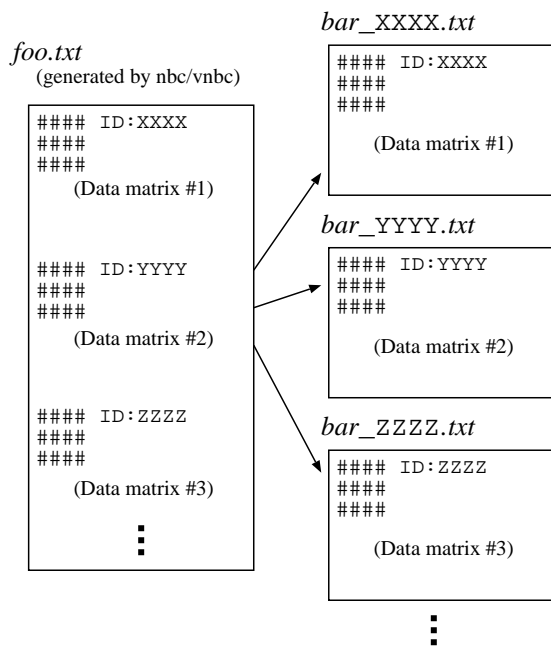 foo.txt
(generated by nbc/vnbc)
#### ID:XXXX
####
####
(Data matrix #1)
#### ID:YYYY
####
####
(Data matrix #2)
#### ID:ZZZZ
####
####
(Data matrix #3)
bar_XXXX.txt
#### ID:XXXX
####
####
(Data matrix #1)
bar_YYYY.txt
#### ID:YYYY
####
####
(Data matrix #2)
bar_ZZZZ.txt
#### ID:ZZZZ
####
####
(Data matrix #3)